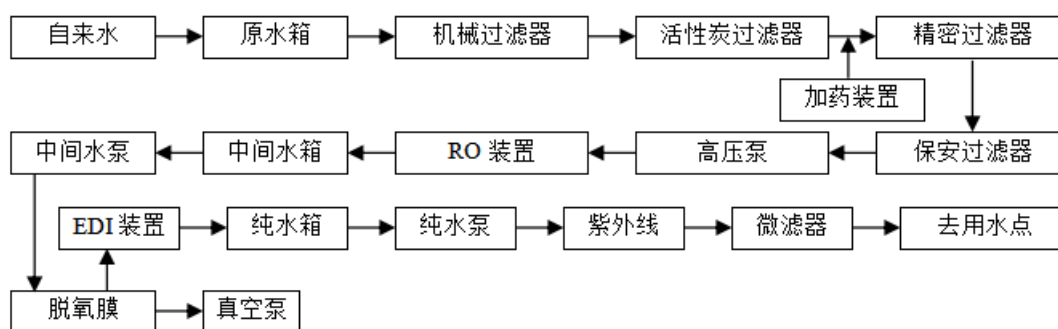 自来水
原水箱
机械过滤器
活性炭过滤器
精密过滤器
加药装置
中间水泵
中间水箱
RO 装置
高压泵
保安过滤器
EDI 装置
纯水箱
纯水泵
紫外线
微滤器
去用水点
脱氧膜
真空泵